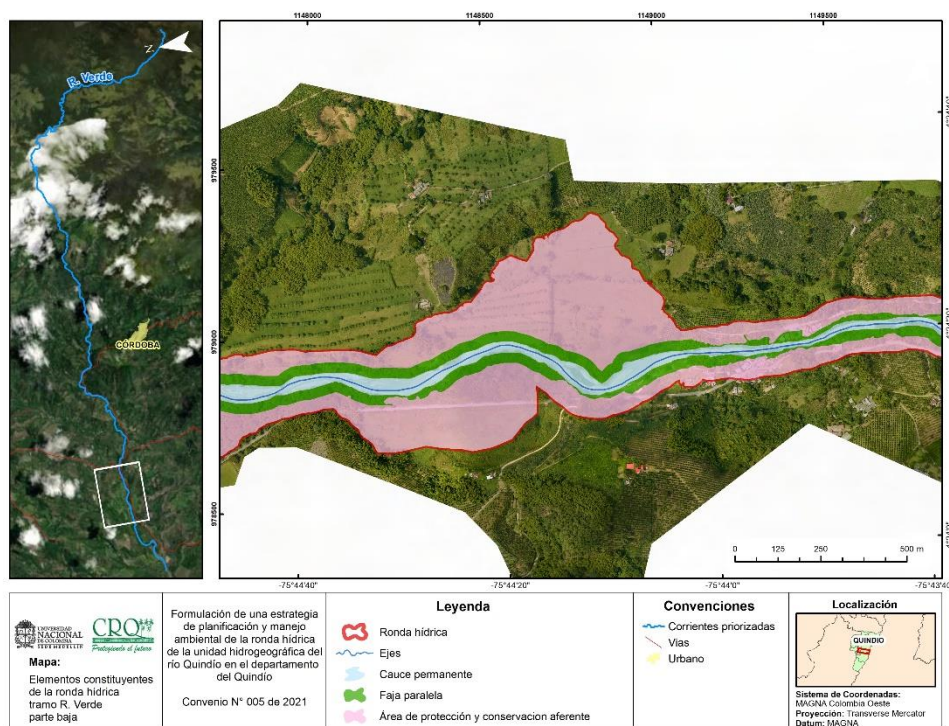 1148000
1148500
1149000
1149500
N
R. Verde
CÓRDOBA
979500
979000
978500
0 125 250 500 m
-75°44'40"
-75°44'20"
-75°44'0"
-75°43'40"
UNIVERSIDAD
NACIONAL
DE COLOMBIA
SEDE MEDELLÍN
CRQ
Protegiendo el futuro
Mapa:
Elementos constituyentes
de la ronda hídrica
tramo R. Verde
parte baja
Formulación de una estrategia
de planificación y manejo
ambiental de la ronda hídrica
de la unidad hidrogeográfica del
río Quindío en el departamento
del Quindío
Convenio N° 005 de 2021
Leyenda
Ronda hídrica
Ejes
Cauce permanente
Faja paralela
Área de protección y conservacion aferente
Convenciones
Corrientes priorizadas
Vías
Urbano
Localización
QUINDIO
Sistema de Coordenadas:
MAGNA Colombia Oeste
Proyección: Transverse Mercator
Datum: MAGNA